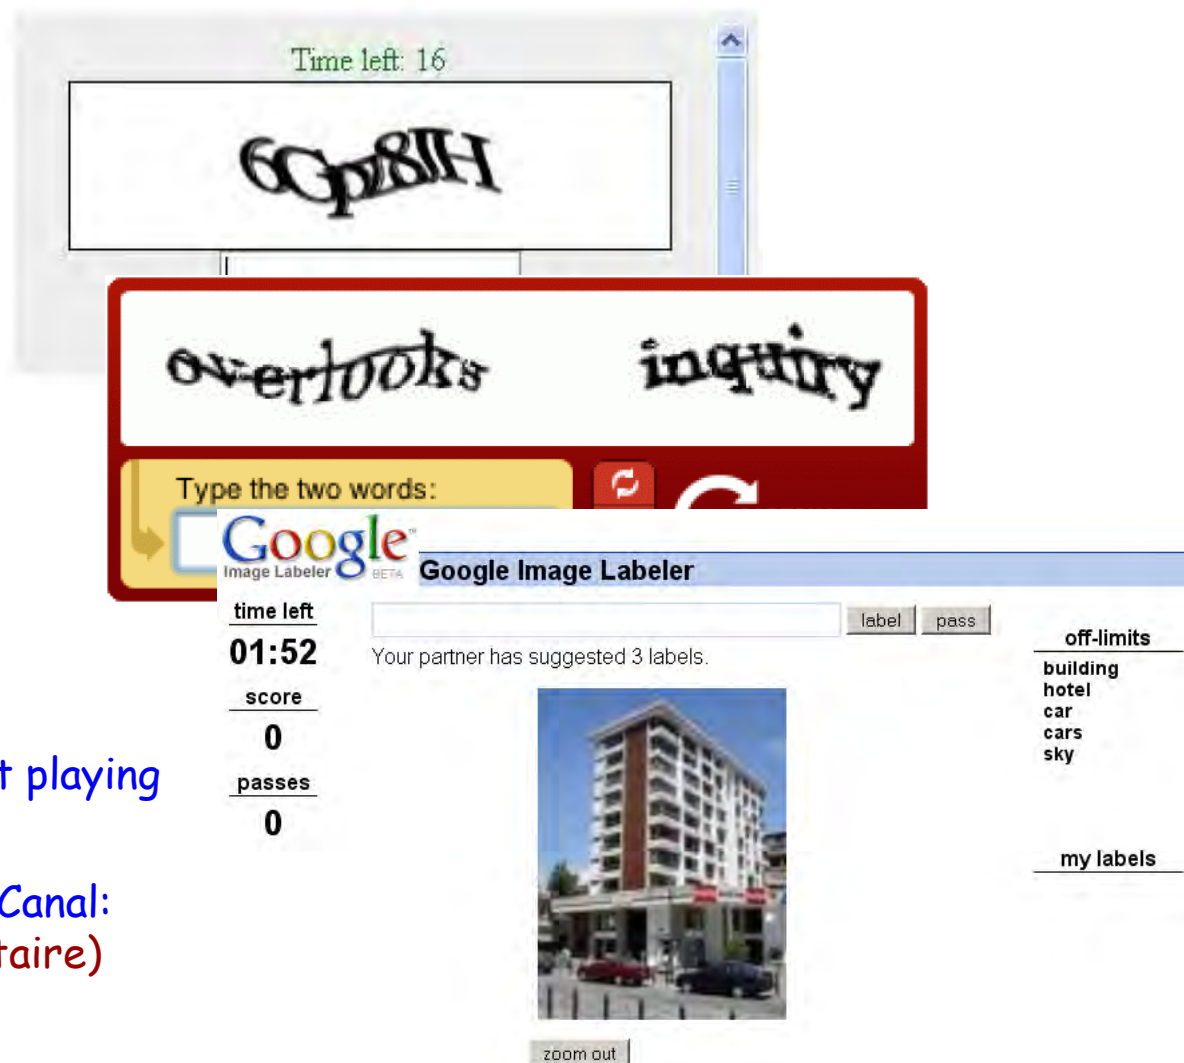 Time left: 16
overlooks inquiry
Type the two words:
Google
Image Labeler BETA
Google Image Labeler
time left
01:52
score
0
passes
0
label pass
Your partner has suggested 3 labels.
off-limits
building
hotel
car
cars
sky
my labels
zoom out
t playing
Canal:
taire)